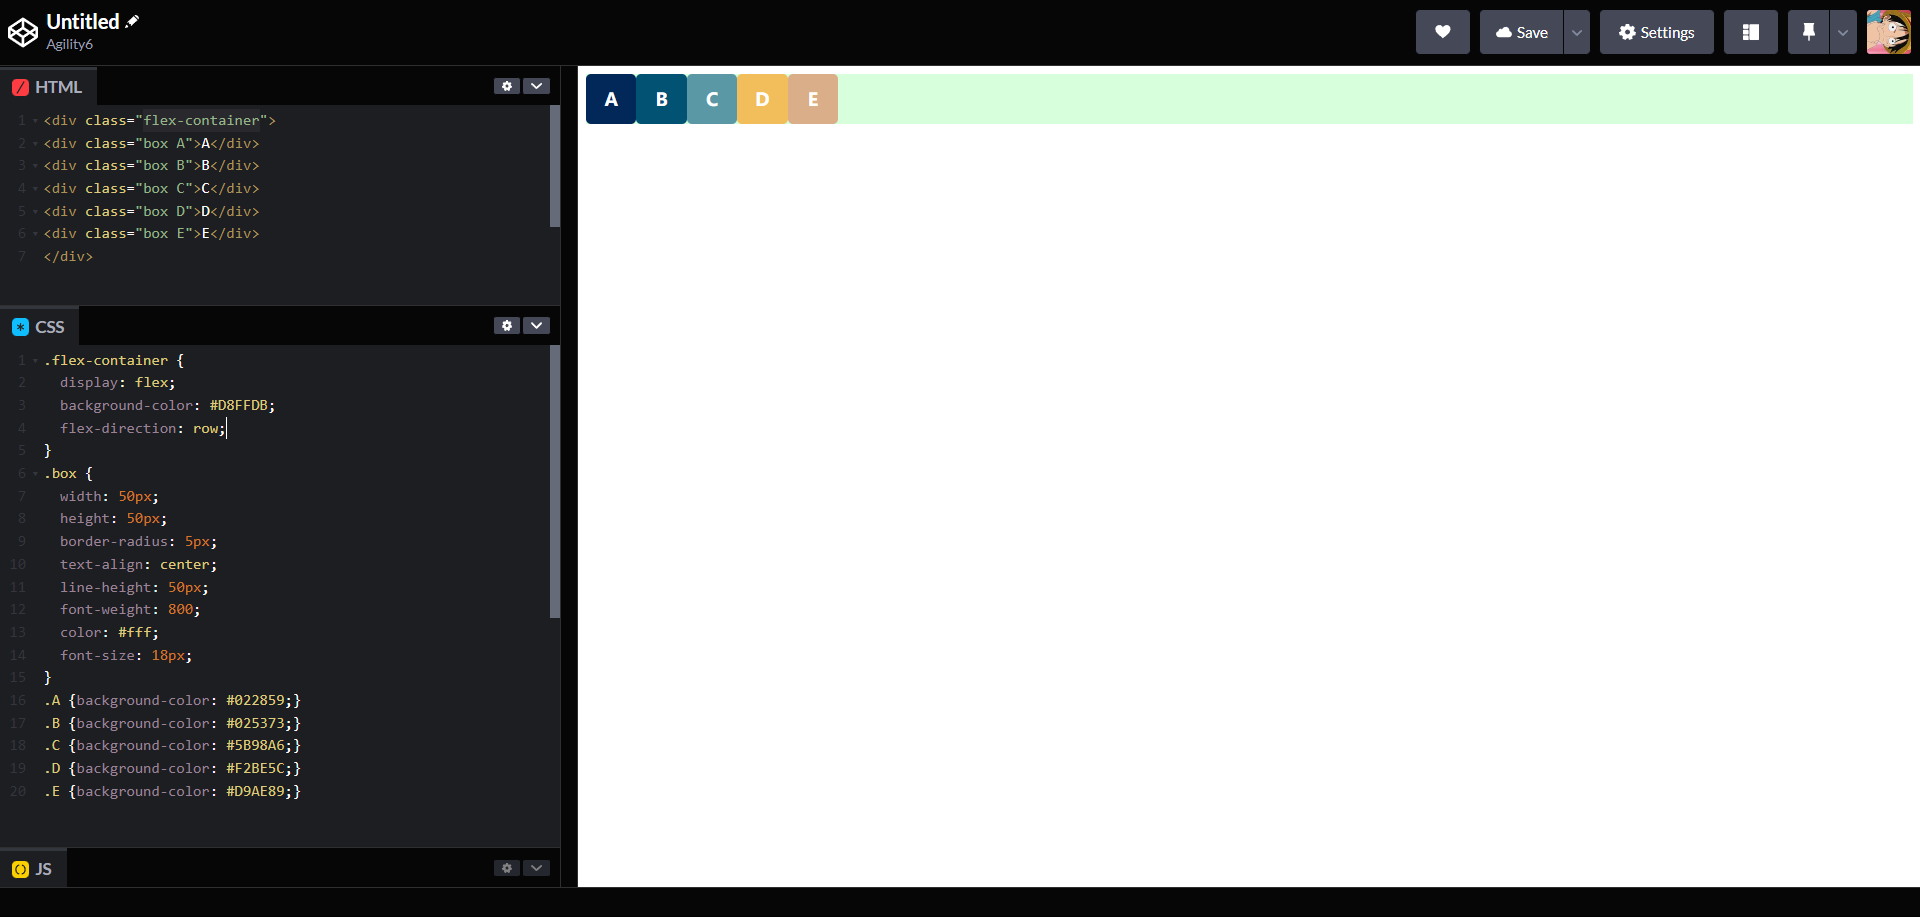 Untitled
Agility6
Save
Settings
HTML
1 <div class="flex-container">
2 <div class="box A">A</div>
3 <div class="box B">B</div>
4 <div class="box C">C</div>
5 <div class="box D">D</div>
6 <div class="box E">E</div>
7 </div>
CSS
1 .flex-container {
2 display: flex;
3 background-color: #D8FFDB;
4 flex-direction: row;
5 }
6 .box {
7 width: 50px;
8 height: 50px;
9 border-radius: 5px;
10 text-align: center;
11 line-height: 50px;
12 font-weight: 800;
13 color: #fff;
14 font-size: 18px;
15 }
16 .A {background-color: #022859;}
17 .B {background-color: #025373;}
18 .C {background-color: #5B98A6;}
19 .D {background-color: #F2BE5C;}
20 .E {background-color: #D9AE89;}
JS
A B C D E